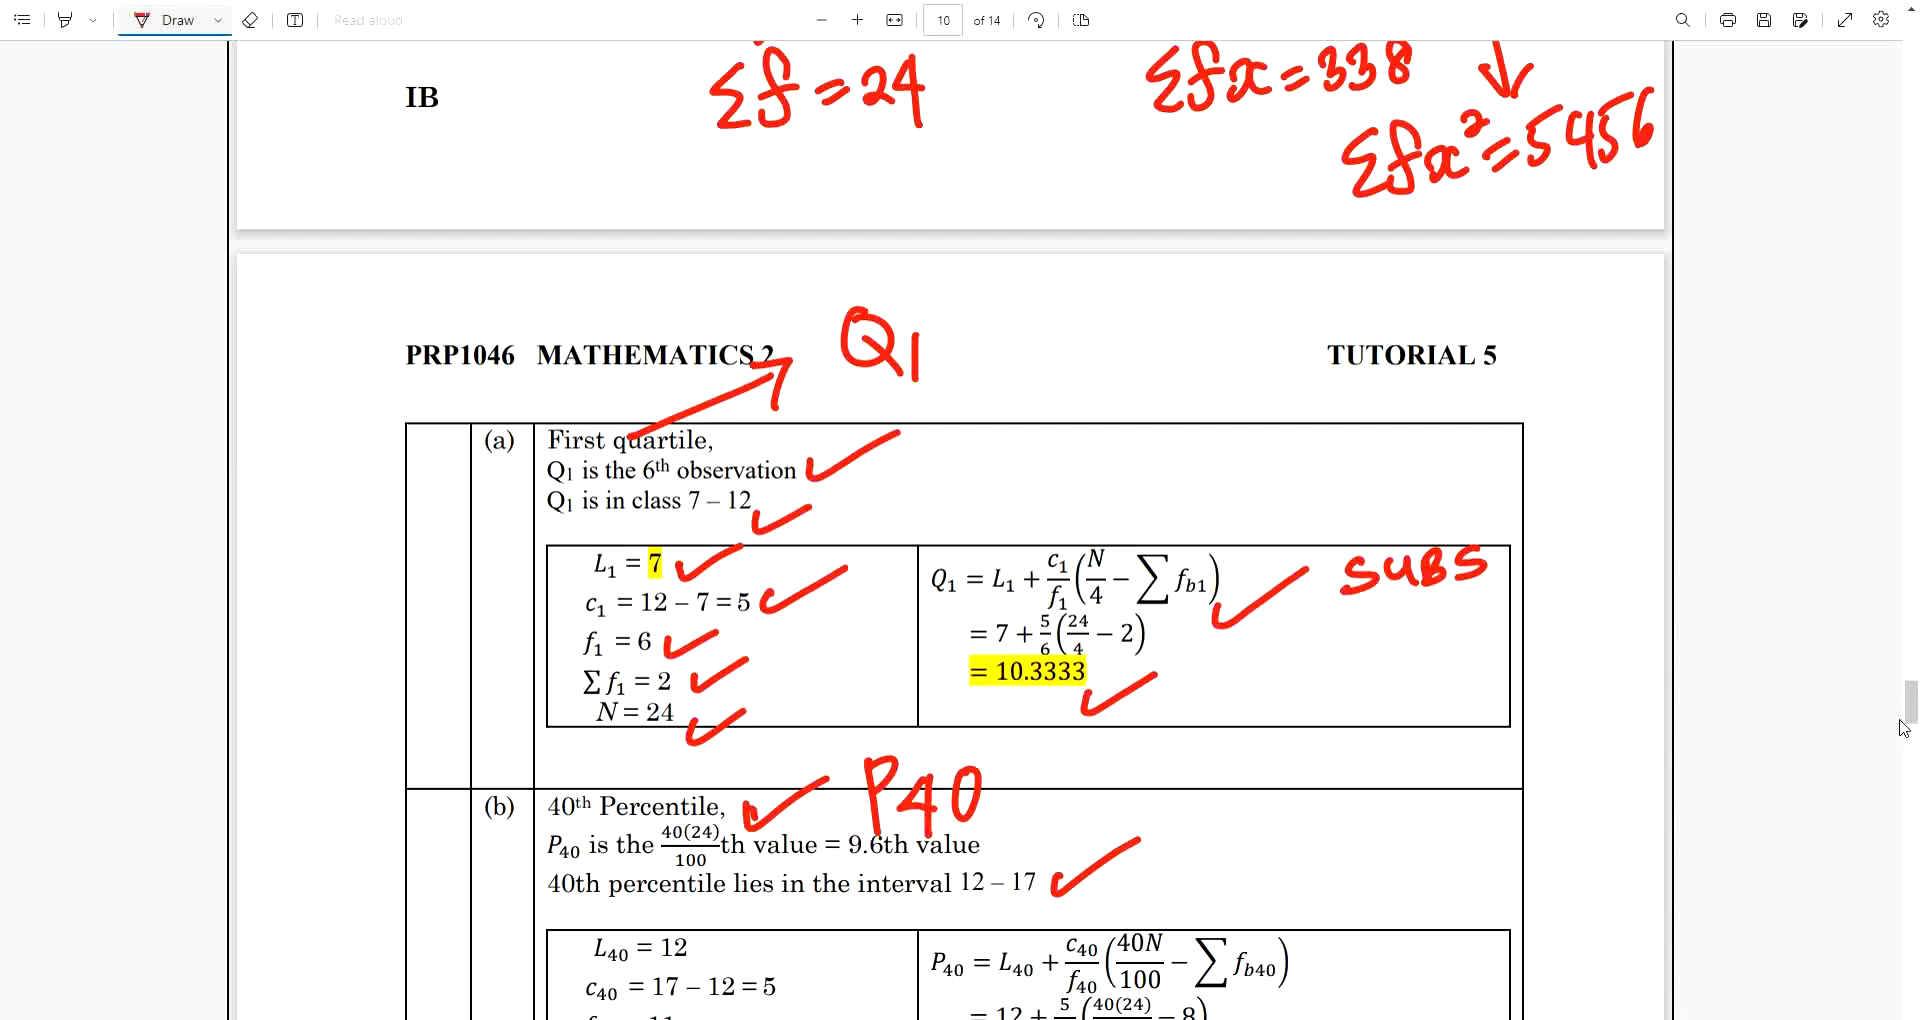 Draw
Read aloud
10 of 14
IB
Σf = 24
Σfx = 338
Σfx² = 5456
Q1
PRP1046 MATHEMATICS 2
TUTORIAL 5
(a) First quartile,
Q₁ is the 6th observation
Q₁ is in class 7 – 12
L₁ = 7
c₁ = 12 – 7 = 5
f₁ = 6
∑ f₁ = 2
N = 24
Q₁ = L₁ + c₁/f₁ (N/4 − ∑ f_b1)
= 7 + 5/6 (24/4 − 2)
= 10.3333
SUBS
P40
(b) 40th Percentile,
P₄₀ is the 40(24)/100 th value = 9.6th value
40th percentile lies in the interval 12 – 17
L₄₀ = 12
c₄₀ = 17 – 12 = 5
P₄₀ = L₄₀ + c₄₀/f₄₀ (40N/100 − ∑ f_b40)